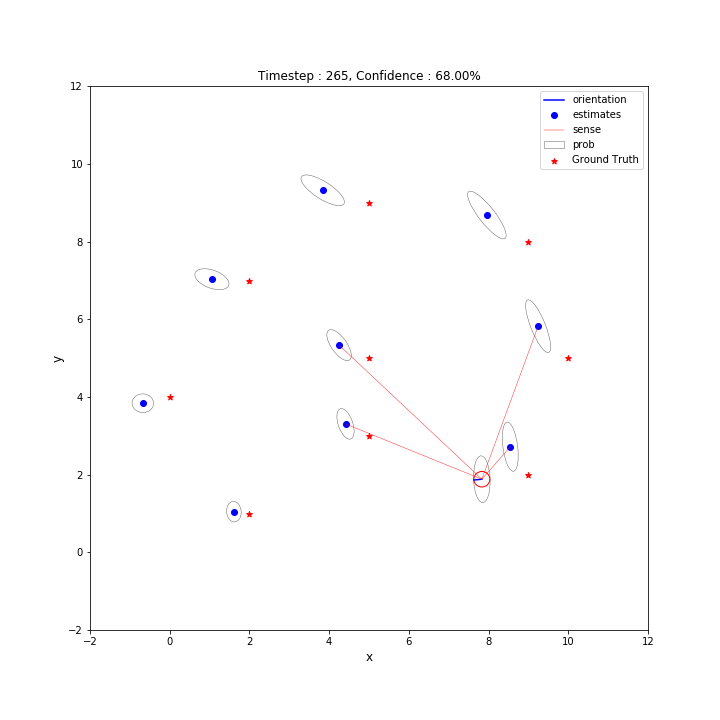 Timestep : 265, Confidence : 68.00%
12
10
8
6
4
2
0
−2
y
−2
0
2
4
6
8
10
12
x
orientation
estimates
sense
prob
Ground Truth